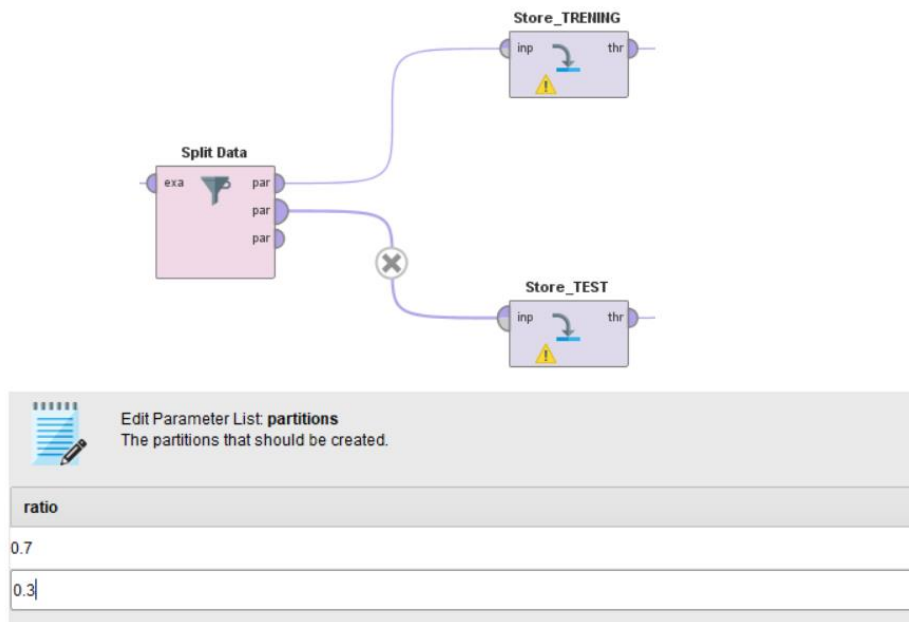 Store_TRENING
inp thr
Split Data
exa par
par
par
Store_TEST
inp thr
Edit Parameter List: partitions
The partitions that should be created.
ratio
0.7
0.3